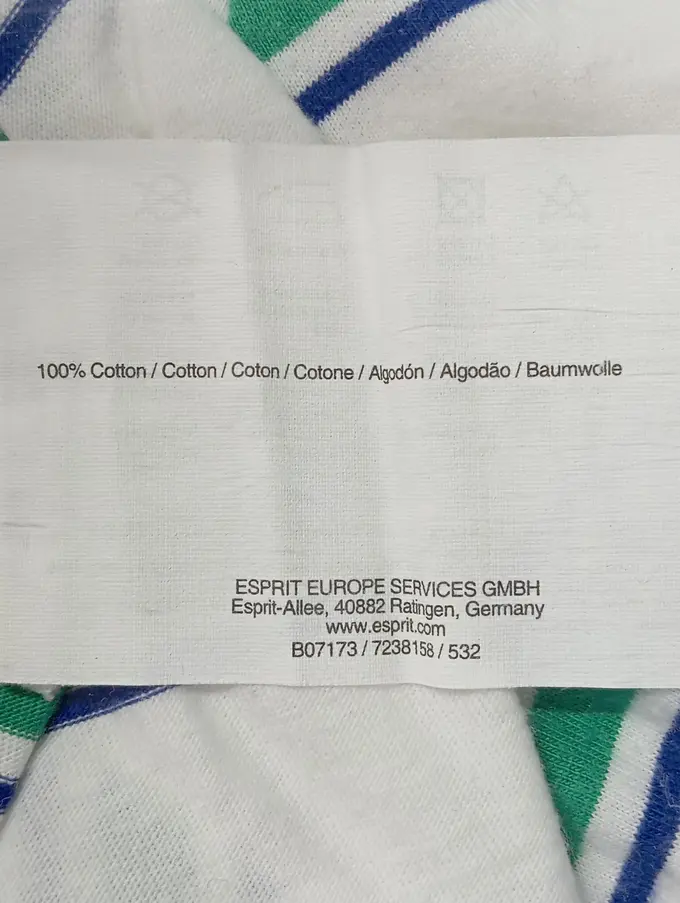 100% Cotton / Cotton / Coton / Cotone / Algodón / Algodão / Baumwolle
ESPRIT EUROPE SERVICES GMBH
Esprit-Allee, 40882 Ratingen, Germany
www.esprit.com
B07173 / 7238158 / 532